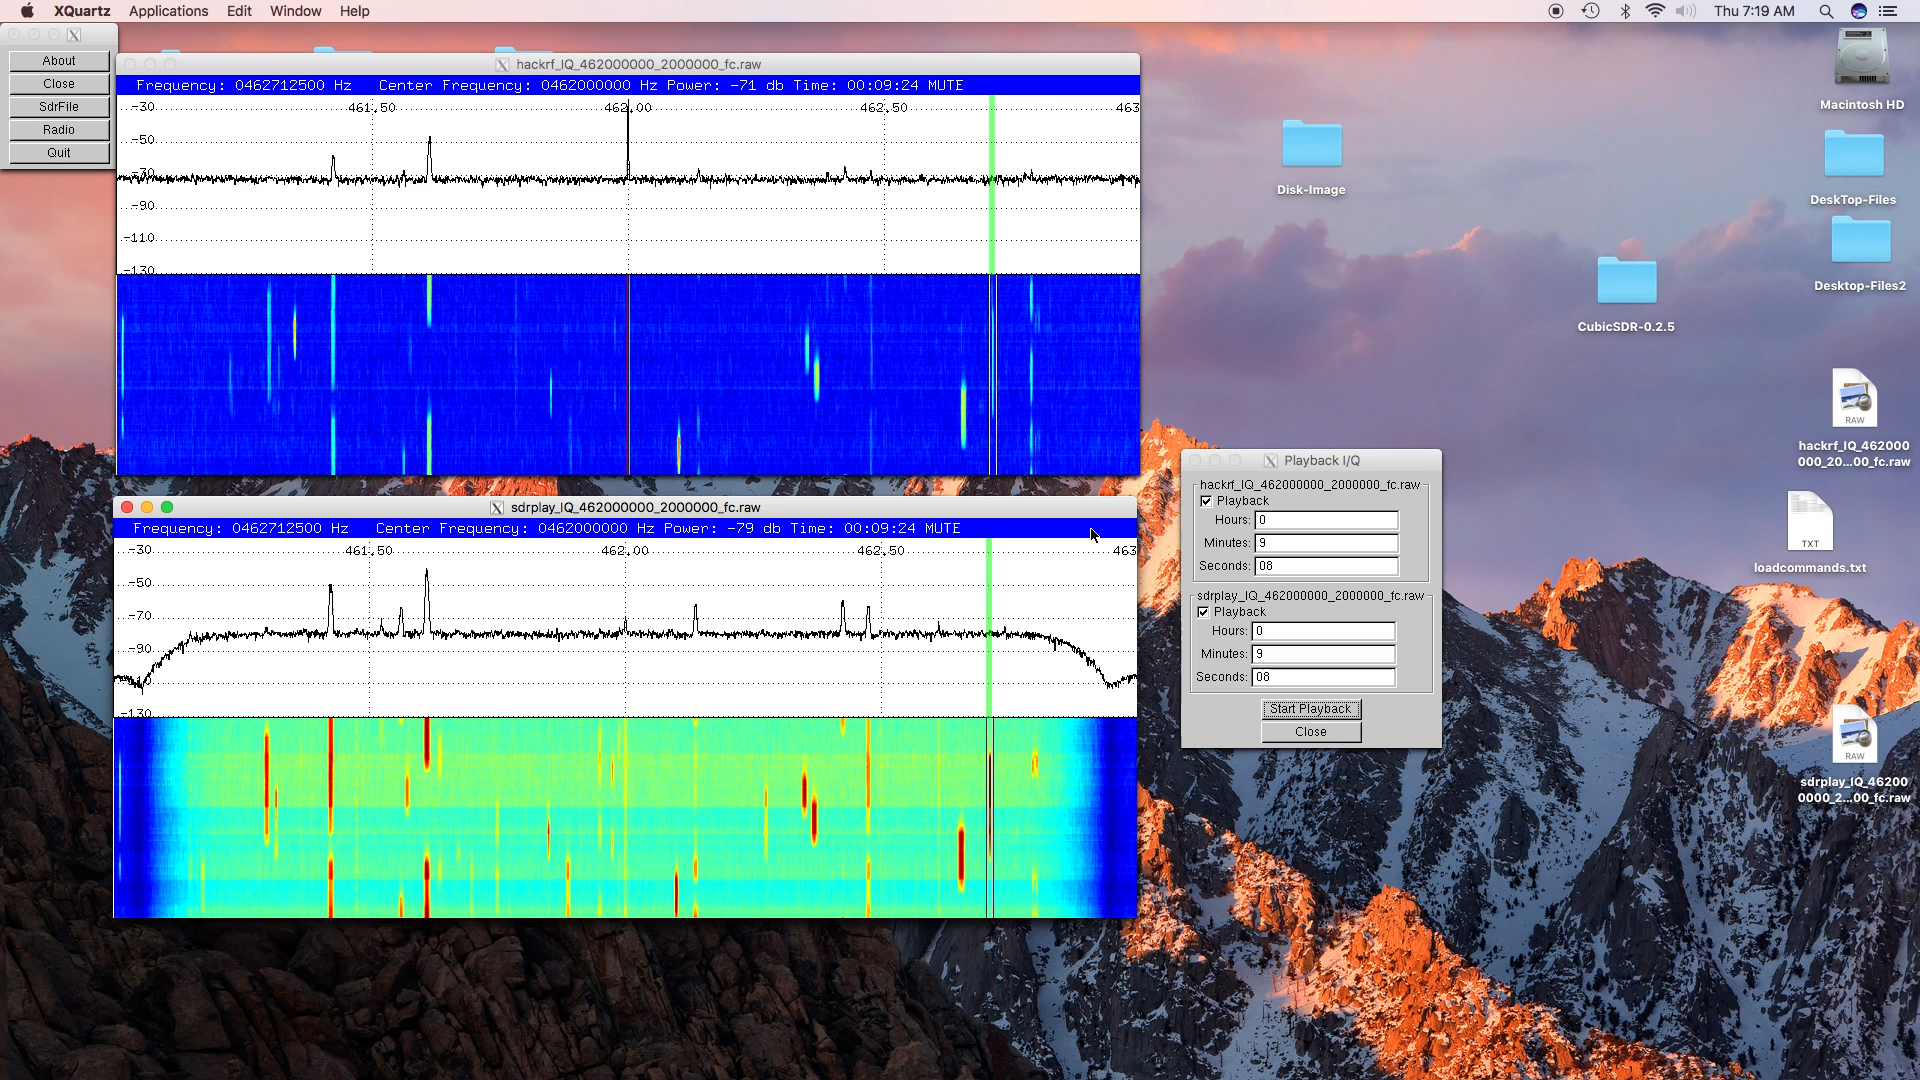 XQuartz Applications Edit Window Help
Thu 7:19 AM
About
Close
SdrFile
Radio
Quit
hackrf_IQ_462000000_2000000_fc.raw
Frequency: 0462712500 Hz Center Frequency: 0462000000 Hz Power: -71 db Time: 00:09:24 MUTE
-30 461.50 462.00 462.50 463
-50
-70
-90
-110
-130
sdrplay_IQ_462000000_2000000_fc.raw
Frequency: 0462712500 Hz Center Frequency: 0462000000 Hz Power: -79 db Time: 00:09:24 MUTE
-30 461.50 462.00 462.50 463
-50
-70
-90
-130
Playback I/Q
hackrf_IQ_462000000_2000000_fc.raw
Playback
Hours: 0
Minutes: 9
Seconds: 08
sdrplay_IQ_462000000_2000000_fc.raw
Playback
Hours: 0
Minutes: 9
Seconds: 08
Start Playback
Close
Disk-Image
CubicSDR-0.2.5
Macintosh HD
DeskTop-Files
Desktop-Files2
RAW
hackrf_IQ_462000
000_20...00_fc.raw
TXT
loadcommands.txt
RAW
sdrplay_IQ_46200
0000_2...00_fc.raw